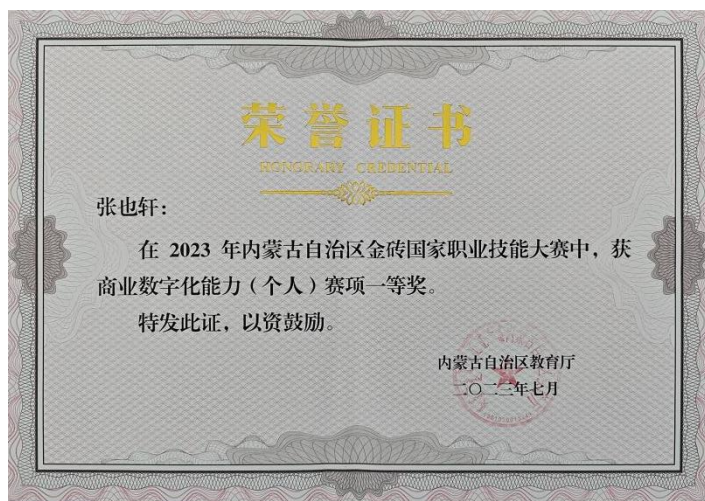 荣誉证书
HONORARY CREDENTIAL
张也轩：
在 2023 年内蒙古自治区金砖国家职业技能大赛中，获
商业数字化能力（个人）赛项一等奖。
特发此证，以资鼓励。
内蒙古自治区教育厅
二〇二三年七月